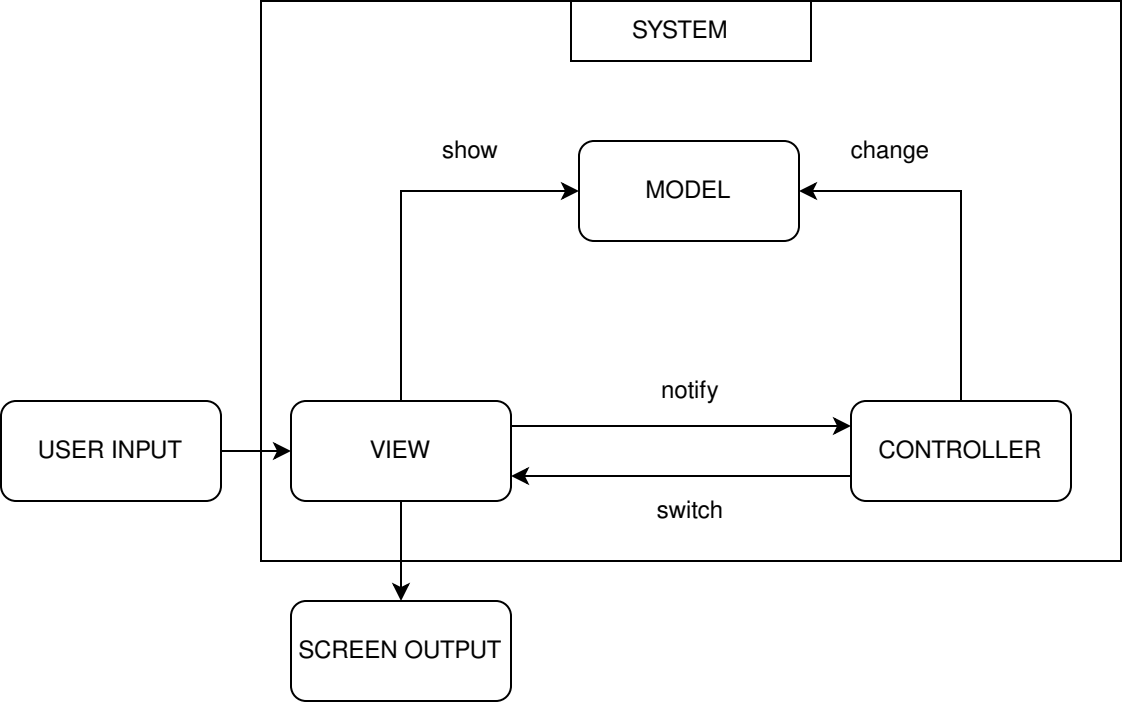 SYSTEM
show
MODEL
change
notify
USER INPUT
VIEW
CONTROLLER
switch
SCREEN OUTPUT